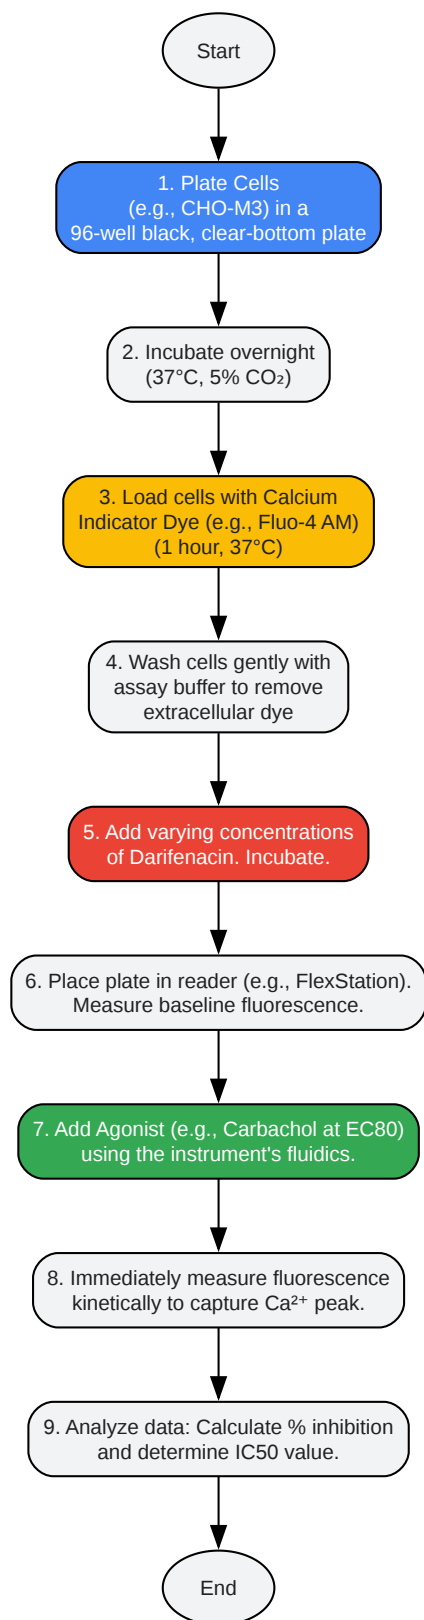 Start
1. Plate Cells
(e.g., CHO-M3) in a
96-well black, clear-bottom plate
2. Incubate overnight
(37°C, 5% CO₂)
3. Load cells with Calcium
Indicator Dye (e.g., Fluo-4 AM)
(1 hour, 37°C)
4. Wash cells gently with
assay buffer to remove
extracellular dye
5. Add varying concentrations
of Darifenacin. Incubate.
6. Place plate in reader (e.g., FlexStation).
Measure baseline fluorescence.
7. Add Agonist (e.g., Carbachol at EC80)
using the instrument's fluidics.
8. Immediately measure fluorescence
kinetically to capture Ca²⁺ peak.
9. Analyze data: Calculate % inhibition
and determine IC50 value.
End